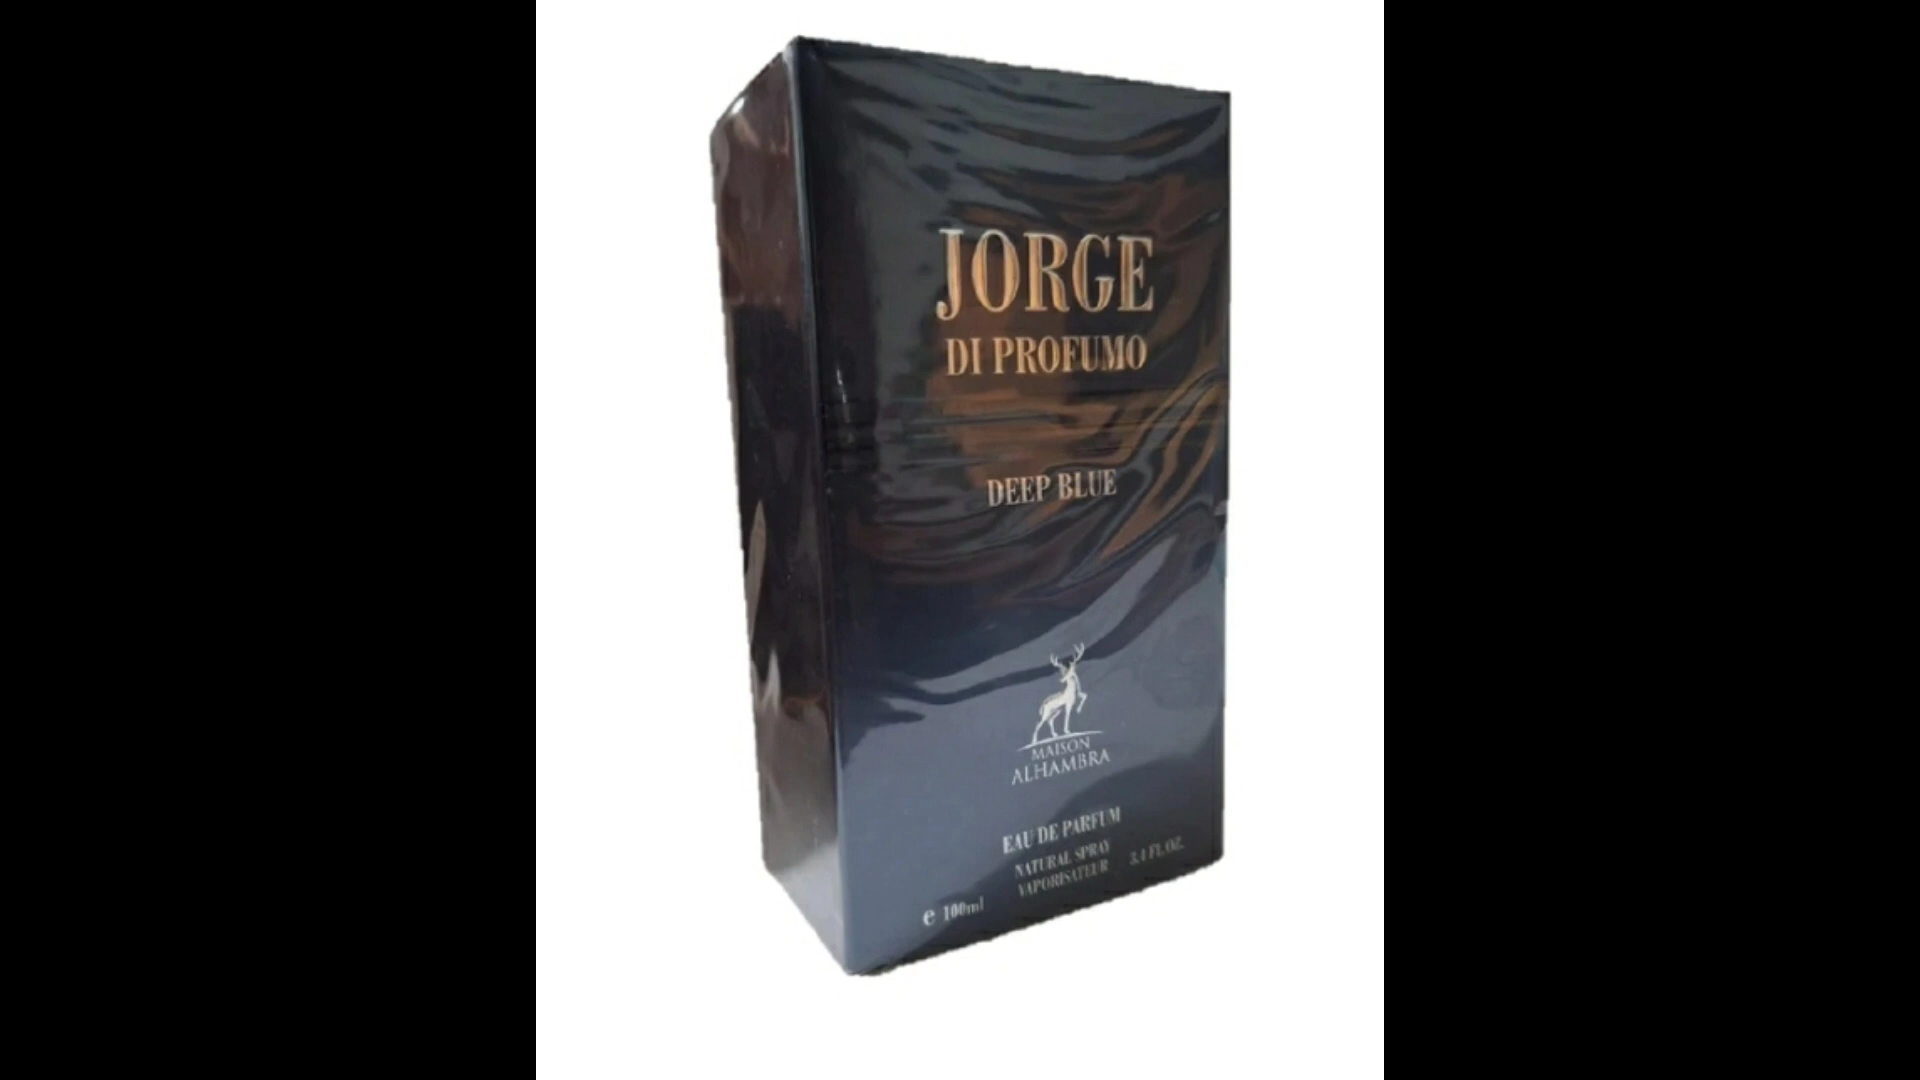 JORGE
DI PROFUMO
DEEP BLUE
MAISON
ALHAMBRA
EAU DE PARFUM
NATURAL SPRAY
VAPORISATEUR
3.4 FL.OZ.
e 100ml